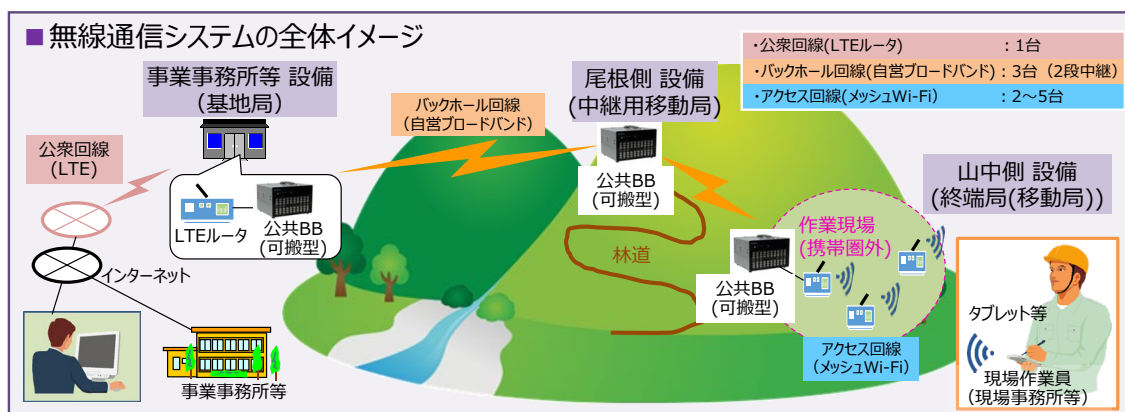 ■無線通信システムの全体イメージ
・公衆回線(LTEルータ) ：1台
・バックホール回線(自営ブロードバンド)：3台（2段中継）
・アクセス回線(メッシュWi-Fi) ：2～5台
事業事務所等 設備
(基地局)
尾根側 設備
(中継用移動局)
バックホール回線
（自営ブロードバンド）
公衆回線
(LTE)
山中側 設備
(終端局(移動局))
LTEルータ
公共BB
(可搬型)
公共BB
(可搬型)
作業現場
(携帯圏外)
林道
公共BB
(可搬型)
インターネット
タブレット等
アクセス回線
（メッシュWi-Fi）
現場作業員
（現場事務所等）
事業事務所等